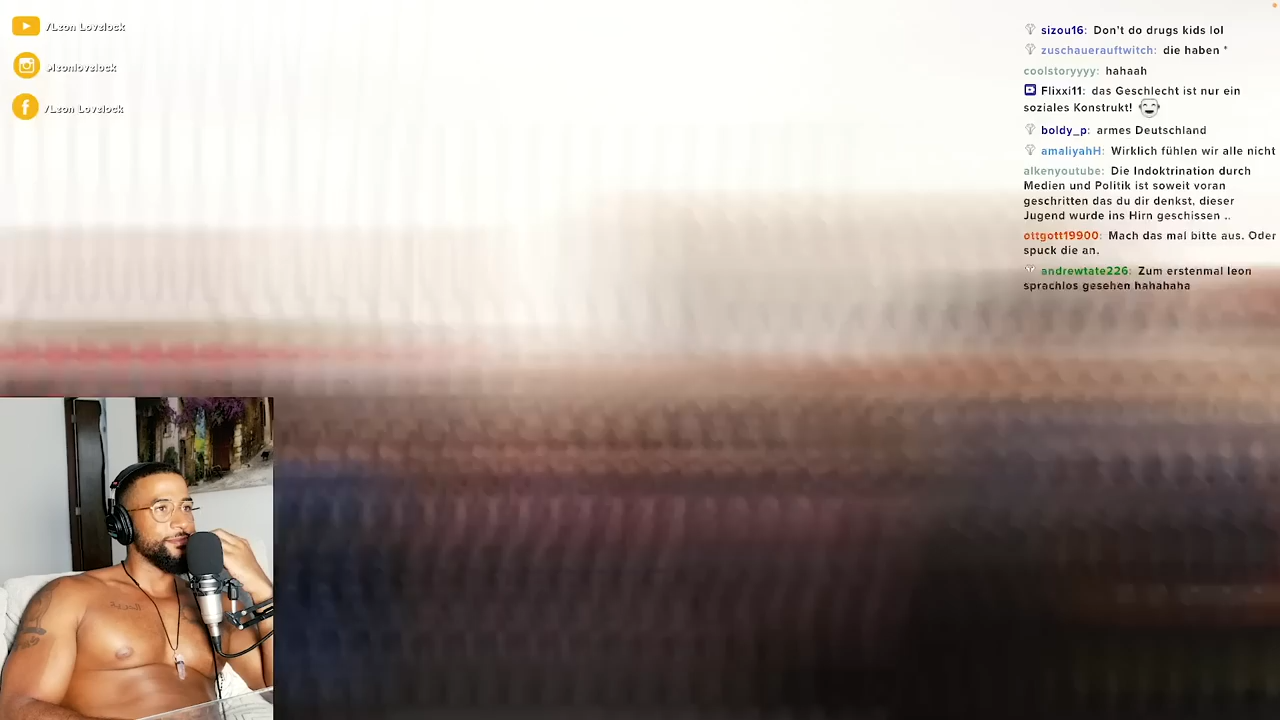 /Leon Lovelock
leonlovelock
/Leon Lovelock
sizou16: Don't do drugs kids lol
zuschauerauftwitch: die haben *
coolstoryyyy: hahaah
Flixxi11: das Geschlecht ist nur ein
soziales Konstrukt!
boldy_p: armes Deutschland
amaliyahH: Wirklich fühlen wir alle nicht
alkenyoutube: Die Indoktrination durch
Medien und Politik ist soweit voran
geschritten das du dir denkst, dieser
Jugend wurde ins Hirn geschissen ..
ottgott19900: Mach das mal bitte aus. Oder
spuck die an.
andrewtate226: Zum erstenmal leon
sprachlos gesehen hahahaha